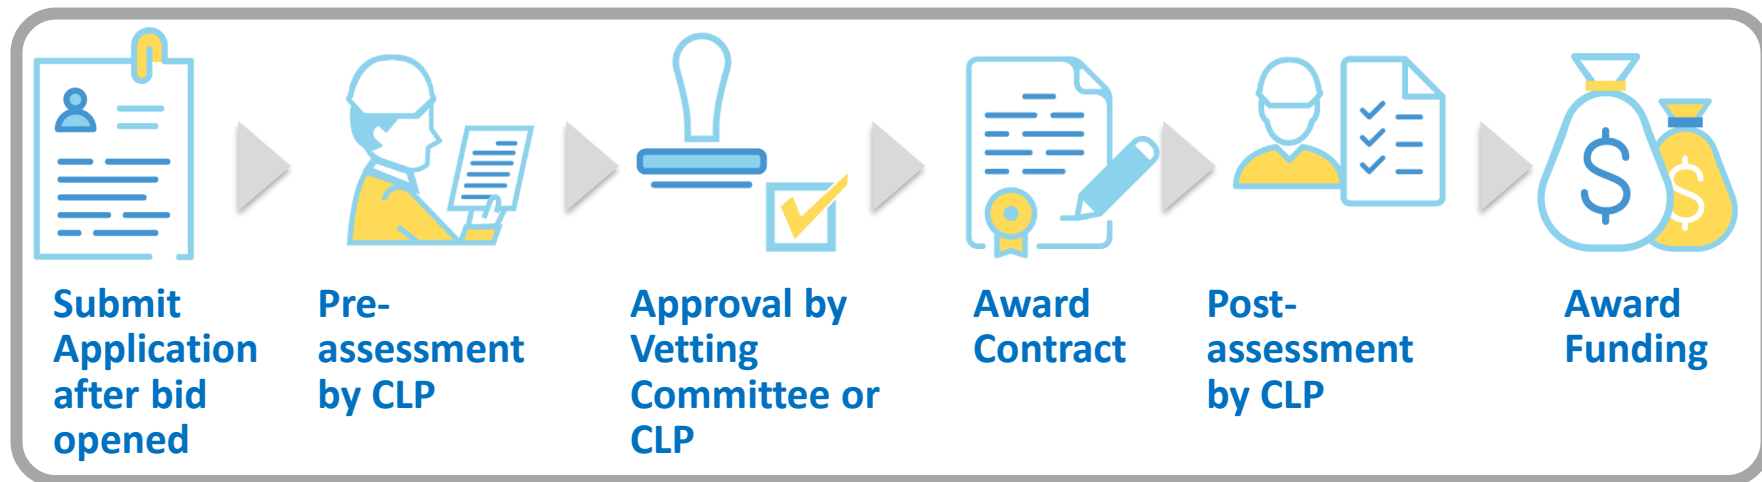 Submit
Application
after bid
opened
Pre-
assessment
by CLP
Approval by
Vetting
Committee or
CLP
Award
Contract
Post-
assessment
by CLP
Award
Funding
$
$